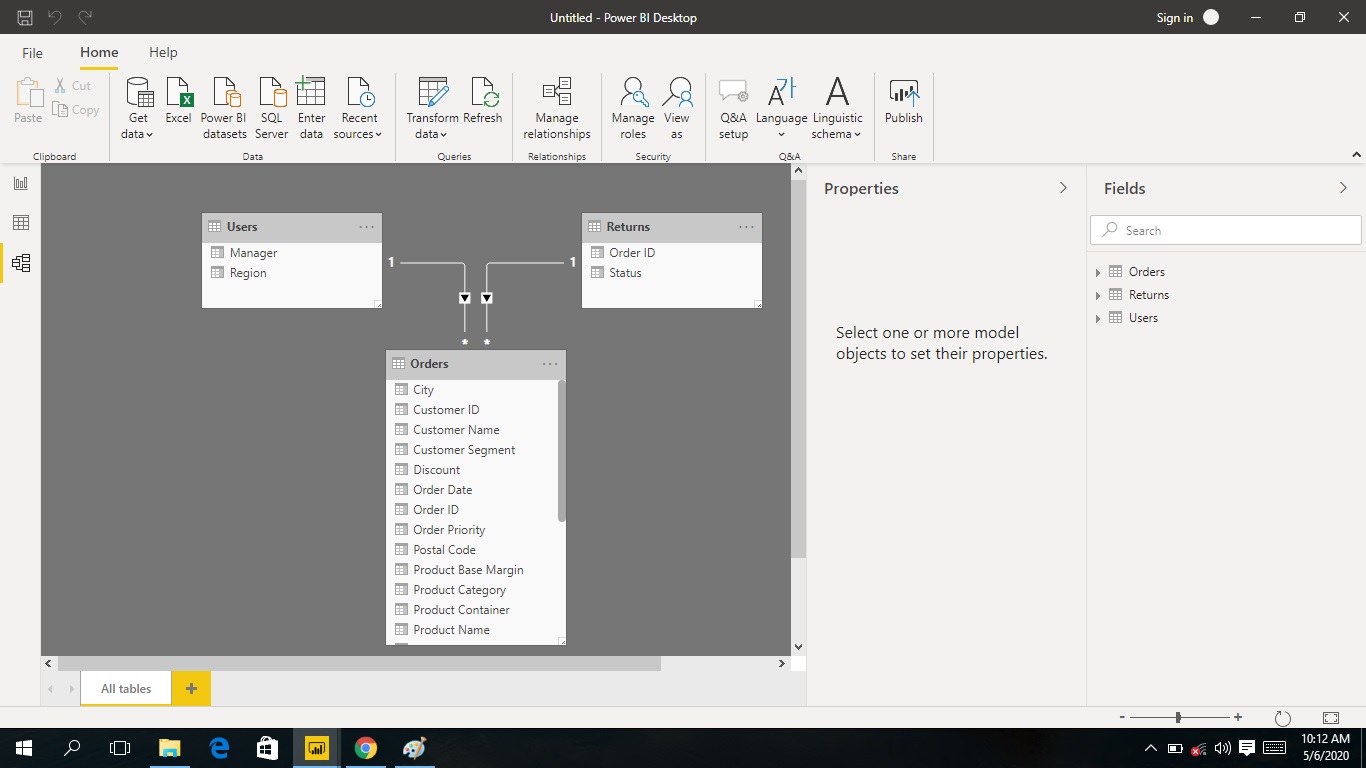 Untitled - Power BI Desktop
Sign in
File
Home
Help
Paste
Cut
Copy
Clipboard
Get data
Excel
Power BI datasets
SQL Server
Enter data
Recent sources
Data
Transform data
Refresh
Queries
Manage relationships
Relationships
Manage roles
View as
Security
Q&A setup
Language
Linguistic schema
Q&A
Publish
Share
Users
Manager
Region
1
*
Returns
Order ID
Status
1
*
Orders
City
Customer ID
Customer Name
Customer Segment
Discount
Order Date
Order ID
Order Priority
Postal Code
Product Base Margin
Product Category
Product Container
Product Name
Properties
Select one or more model
objects to set their properties.
Fields
Search
Orders
Returns
Users
All tables
+
- +
10:12 AM
5/6/2020